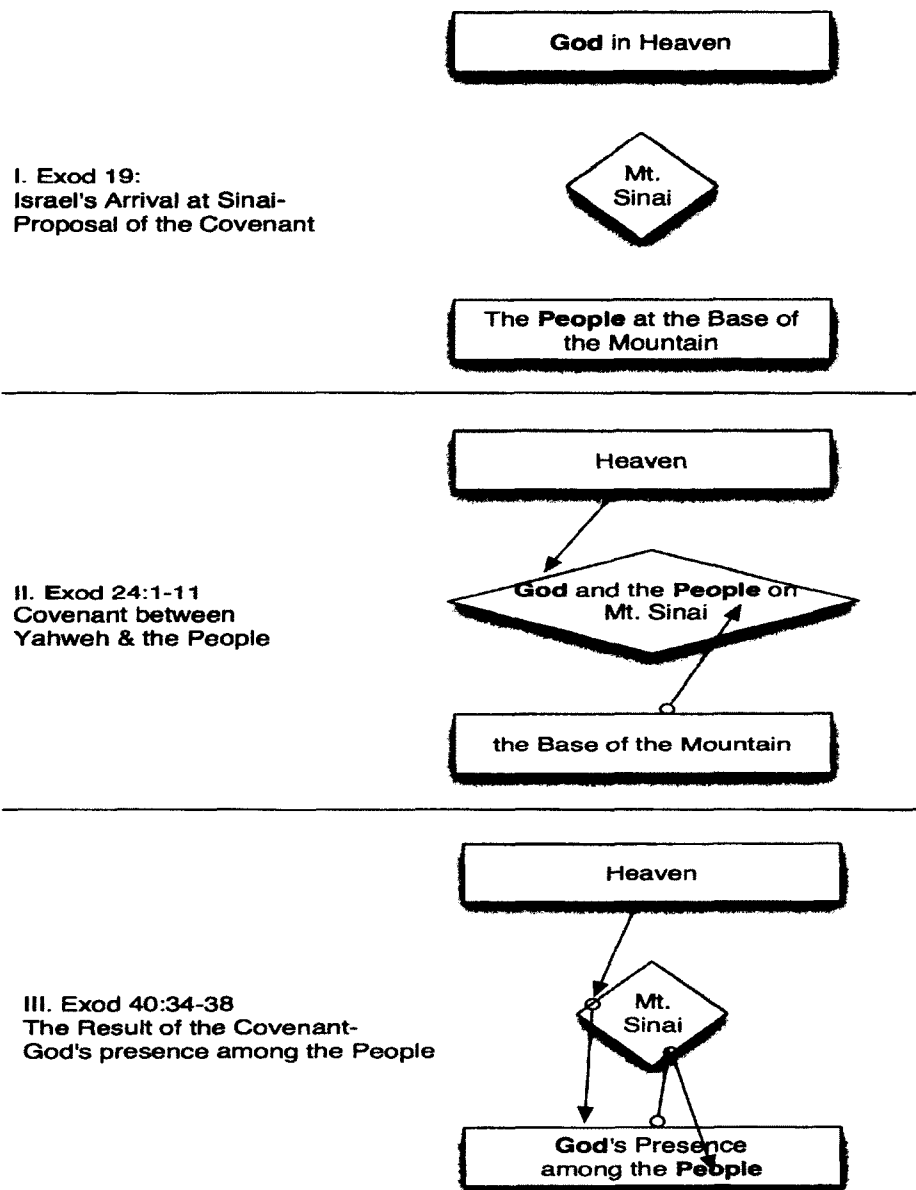 God in Heaven
I. Exod 19:
Israel's Arrival at Sinai-
Proposal of the Covenant
Mt.
Sinai
The People at the Base of
the Mountain
Heaven
II. Exod 24:1-11
Covenant between
Yahweh & the People
God and the People on
Mt. Sinai
the Base of the Mountain
Heaven
III. Exod 40:34-38
The Result of the Covenant-
God's presence among the People
Mt.
Sinai
God's Presence
among the People